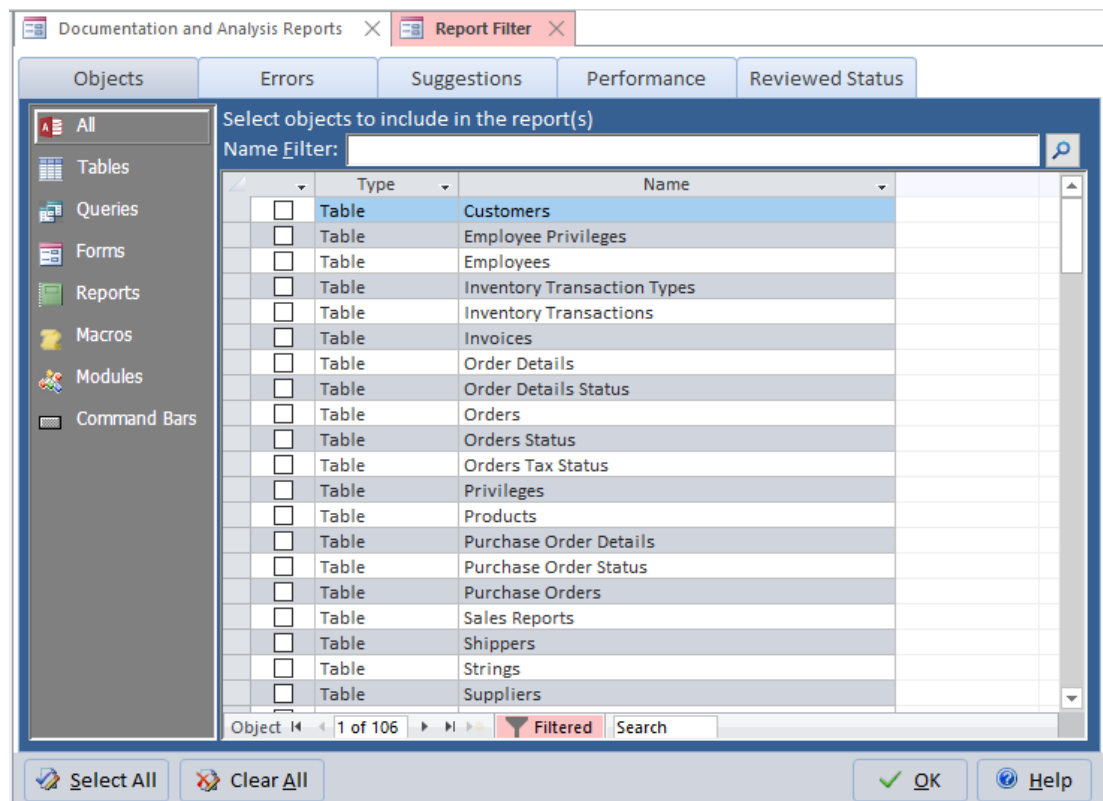 Documentation and Analysis Reports Report Filter
Objects Errors Suggestions Performance Reviewed Status
All
Tables
Queries
Forms
Reports
Macros
Modules
Command Bars
Select objects to include in the report(s)
Name Filter:
Type Name
Table Customers
Table Employee Privileges
Table Employees
Table Inventory Transaction Types
Table Inventory Transactions
Table Invoices
Table Order Details
Table Order Details Status
Table Orders
Table Orders Status
Table Orders Tax Status
Table Privileges
Table Products
Table Purchase Order Details
Table Purchase Order Status
Table Purchase Orders
Table Sales Reports
Table Shippers
Table Strings
Table Suppliers
Object 1 of 106 Filtered Search
Select All Clear All OK Help